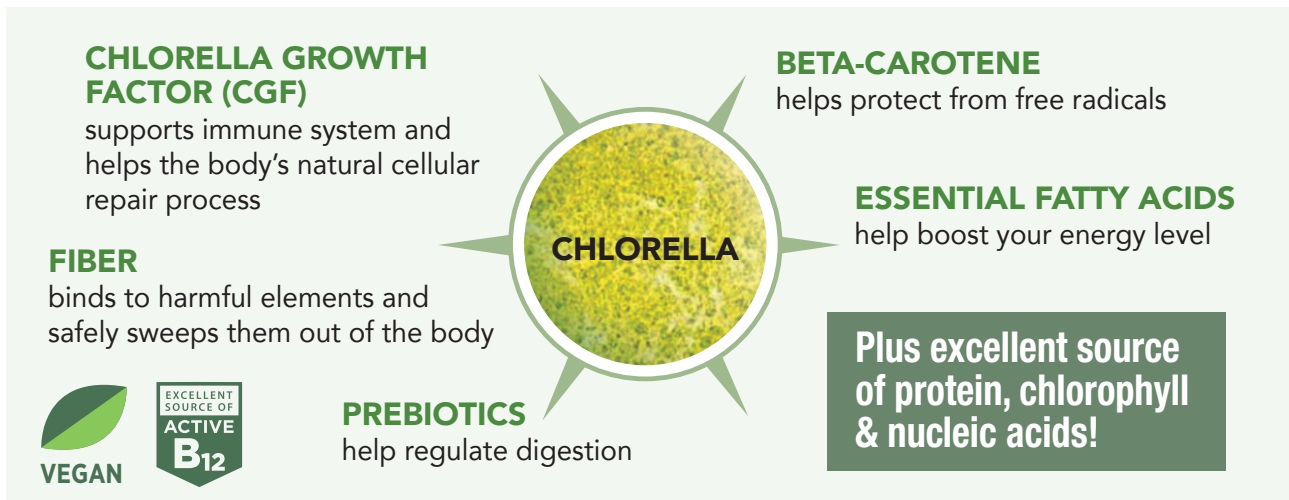 CHLORELLA GROWTH
FACTOR (CGF)
supports immune system and
helps the body’s natural cellular
repair process
FIBER
binds to harmful elements and
safely sweeps them out of the body
VEGAN
EXCELLENT
SOURCE OF
ACTIVE
B12
PREBIOTICS
help regulate digestion
CHLORELLA
BETA-CAROTENE
helps protect from free radicals
ESSENTIAL FATTY ACIDS
help boost your energy level
Plus excellent source
of protein, chlorophyll
& nucleic acids!